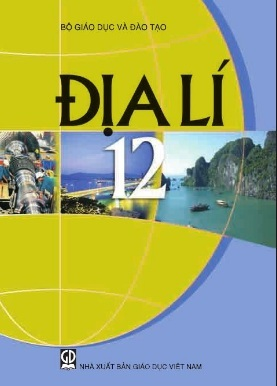 BỘ GIÁO DỤC VÀ ĐÀO TẠO
ĐỊA LÍ
12
NHÀ XUẤT BẢN GIÁO DỤC VIỆT NAM